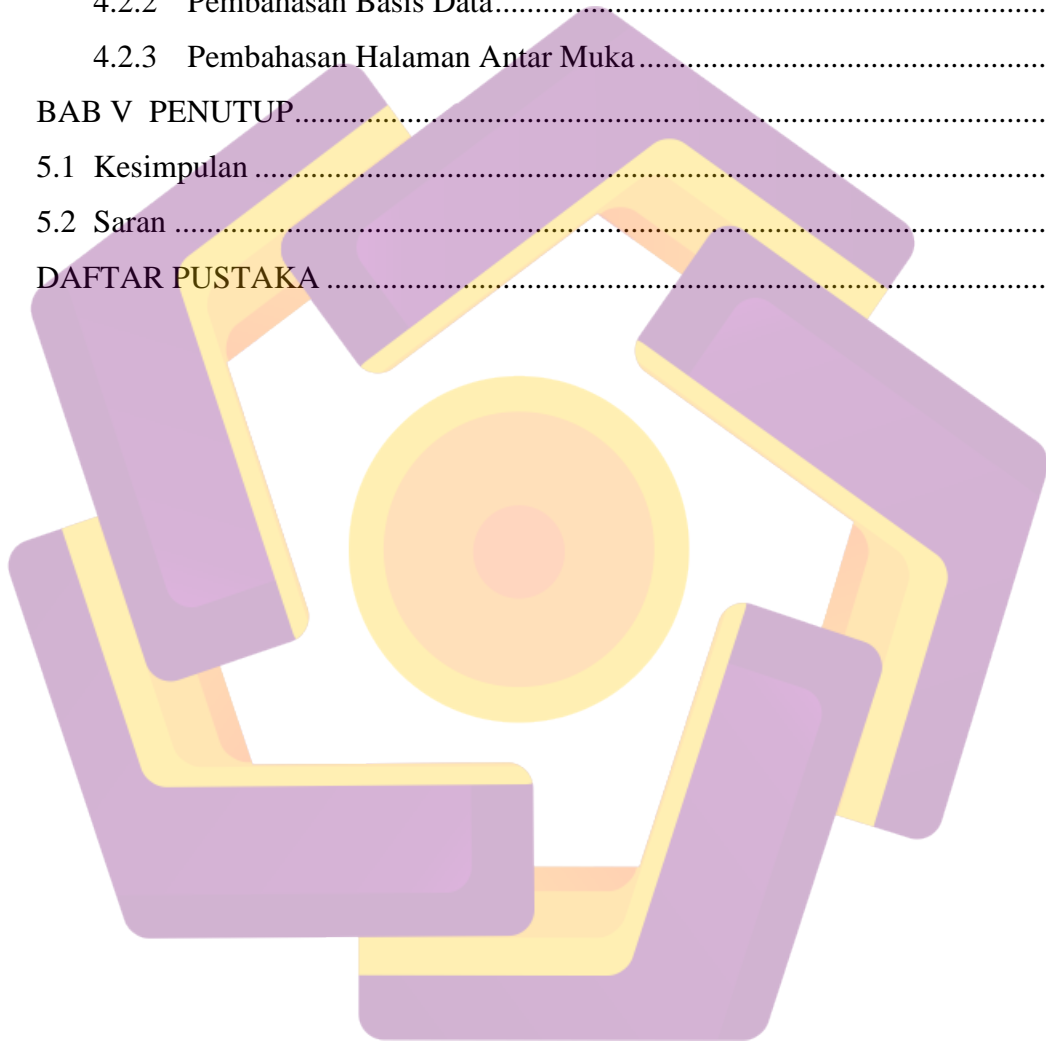 4.2.2 Pembahasan Basis Data..........................................................................
4.2.3 Pembahasan Halaman Antar Muka.......................................................
BAB V PENUTUP..............................................................................................
5.1 Kesimpulan ..................................................................................................
5.2 Saran ............................................................................................................
DAFTAR PUSTAKA ..........................................................................................